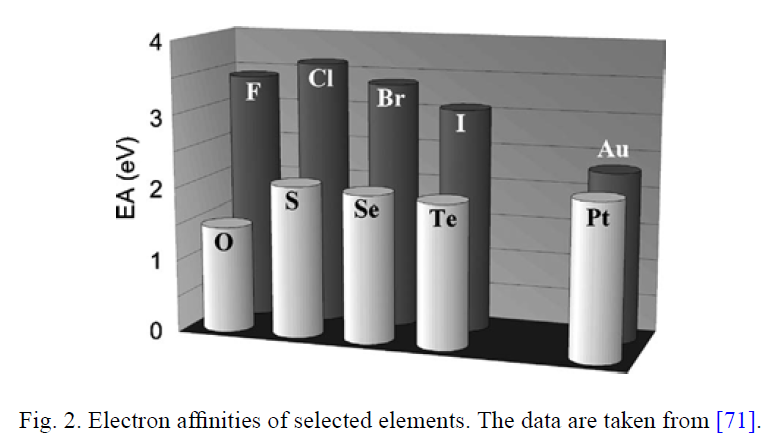 4
3
2
1
0
EA (eV)
F
Cl
Br
I
Au
O
S
Se
Te
Pt
Fig. 2. Electron affinities of selected elements. The data are taken from [71].